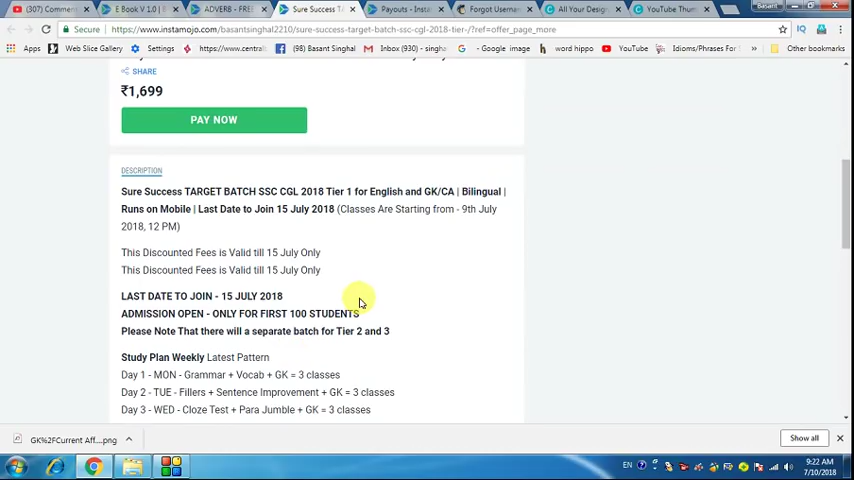 (307) Commen
E Book V 1.0 |
ADVERB - FREE
Sure Success TA
Payouts - Insta
Forgot Userna
All Your Desig
YouTube Thum
Basant
Secure | https://www.instamojo.com/basantsinghal2210/sure-success-target-batch-ssc-cgl-2018-tier-/?ref=offer_page_more
Apps Web Slice Gallery Settings https://www.central (98) Basant Singhal Inbox (930) - singha G - Google image word hippo YouTube Idioms/Phrases For
SHARE
₹1,699
PAY NOW
DESCRIPTION
Sure Success TARGET BATCH SSC CGL 2018 Tier 1 for English and GK/CA | Bilingual |
Runs on Mobile | Last Date to Join 15 July 2018 (Classes Are Starting from - 9th July
2018, 12 PM)
This Discounted Fees is Valid till 15 July Only
This Discounted Fees is Valid till 15 July Only
LAST DATE TO JOIN - 15 JULY 2018
ADMISSION OPEN - ONLY FOR FIRST 100 STUDENTS
Please Note That there will a separate batch for Tier 2 and 3
Study Plan Weekly Latest Pattern
Day 1 - MON - Grammar + Vocab + GK = 3 classes
Day 2 - TUE - Fillers + Sentence Improvement + GK = 3 classes
Day 3 - WED - Cloze Test + Para Jumble + GK = 3 classes
GK%2FCurrent Aff....png
Show all
EN
9:22 AM
7/10/2018